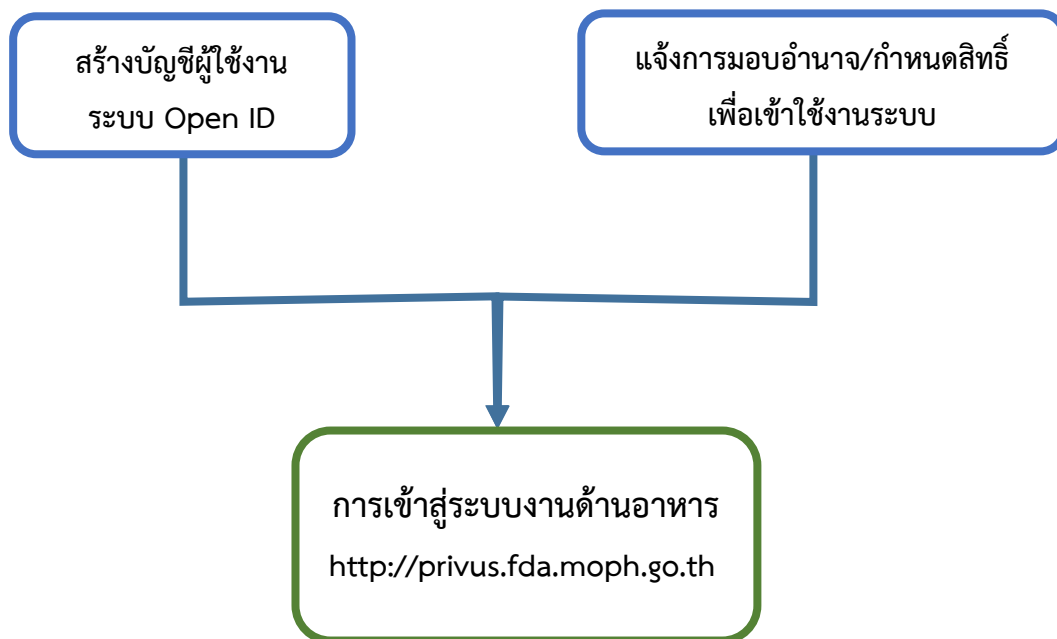 สร้างบัญชีผู้ใช้งาน
ระบบ Open ID
แจ้งการมอบอำนาจ/กำหนดสิทธิ์
เพื่อเข้าใช้งานระบบ
การเข้าสู่ระบบงานด้านอาหาร
http://privus.fda.moph.go.th